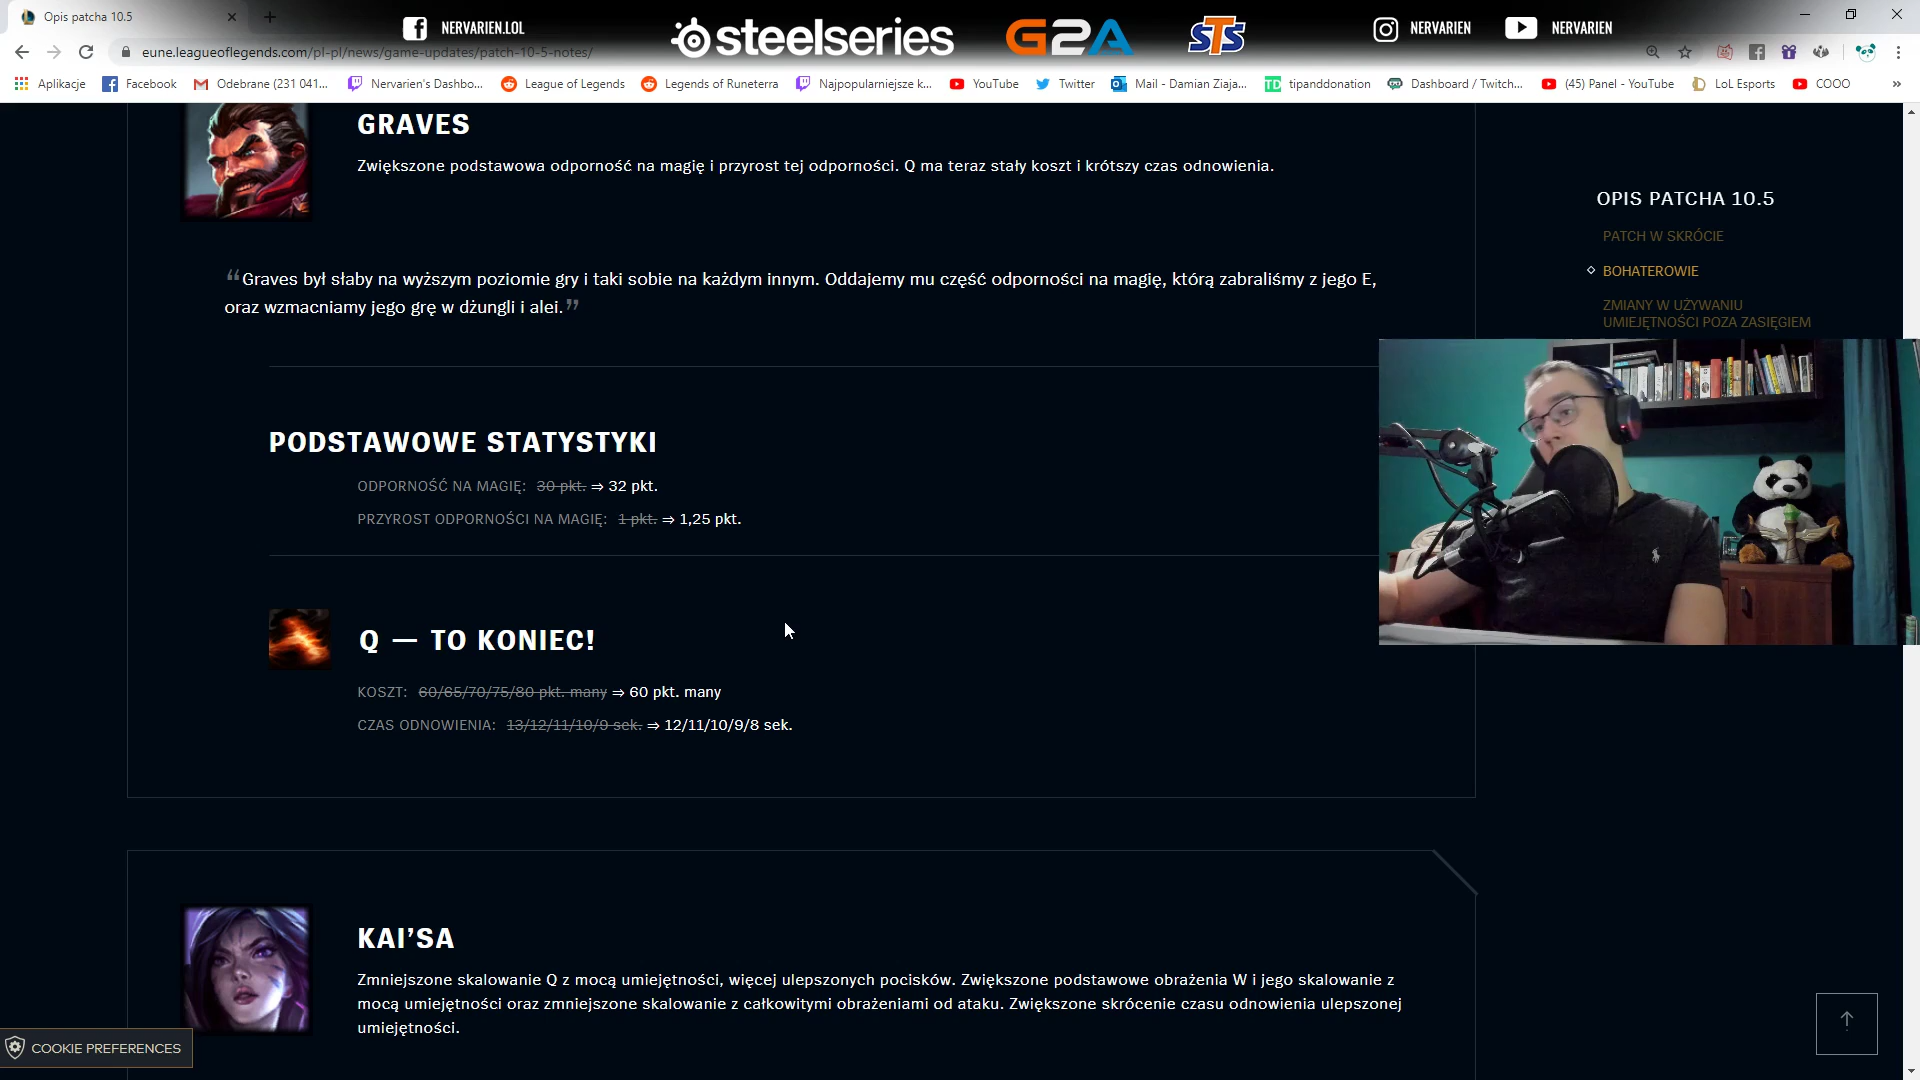 Opis patcha 10.5
NERVARIEN.LOL
steelseries
G2A
STS
NERVARIEN
NERVARIEN
eune.leagueoflegends.com/pl-pl/news/game-updates/patch-10-5-notes/
Aplikacje
Facebook
Odebrane (231 041...
Nervarien's Dashbo...
League of Legends
Legends of Runeterra
Najpopularniejsze k...
YouTube
Twitter
Mail - Damian Ziaja...
TD
tipanddonation
Dashboard / Twitch...
(45) Panel - YouTube
LoL Esports
COOO
»
GRAVES
Zwiększone podstawowa odporność na magię i przyrost tej odporności. Q ma teraz stały koszt i krótszy czas odnowienia.
“Graves był słaby na wyższym poziomie gry i taki sobie na każdym innym. Oddajemy mu część odporności na magię, którą zabraliśmy z jego E,
oraz wzmacniamy jego grę w dżungli i alei.”
PODSTAWOWE STATYSTYKI
ODPORNOŚĆ NA MAGIĘ: 30 pkt. ⇒ 32 pkt.
PRZYROST ODPORNOŚCI NA MAGIĘ: 1 pkt. ⇒ 1,25 pkt.
Q — TO KONIEC!
KOSZT: 60/65/70/75/80 pkt. many ⇒ 60 pkt. many
CZAS ODNOWIENIA: 13/12/11/10/9 sek. ⇒ 12/11/10/9/8 sek.
KAI’SA
Zmniejszone skalowanie Q z mocą umiejętności, więcej ulepszonych pocisków. Zwiększone podstawowe obrażenia W i jego skalowanie z
mocą umiejętności oraz zmniejszone skalowanie z całkowitymi obrażeniami od ataku. Zwiększone skrócenie czasu odnowienia ulepszonej
umiejętności.
OPIS PATCHA 10.5
PATCH W SKRÓCIE
BOHATEROWIE
ZMIANY W UŻYWANIU
UMIEJĘTNOŚCI POZA ZASIĘGIEM
COOKIE PREFERENCES